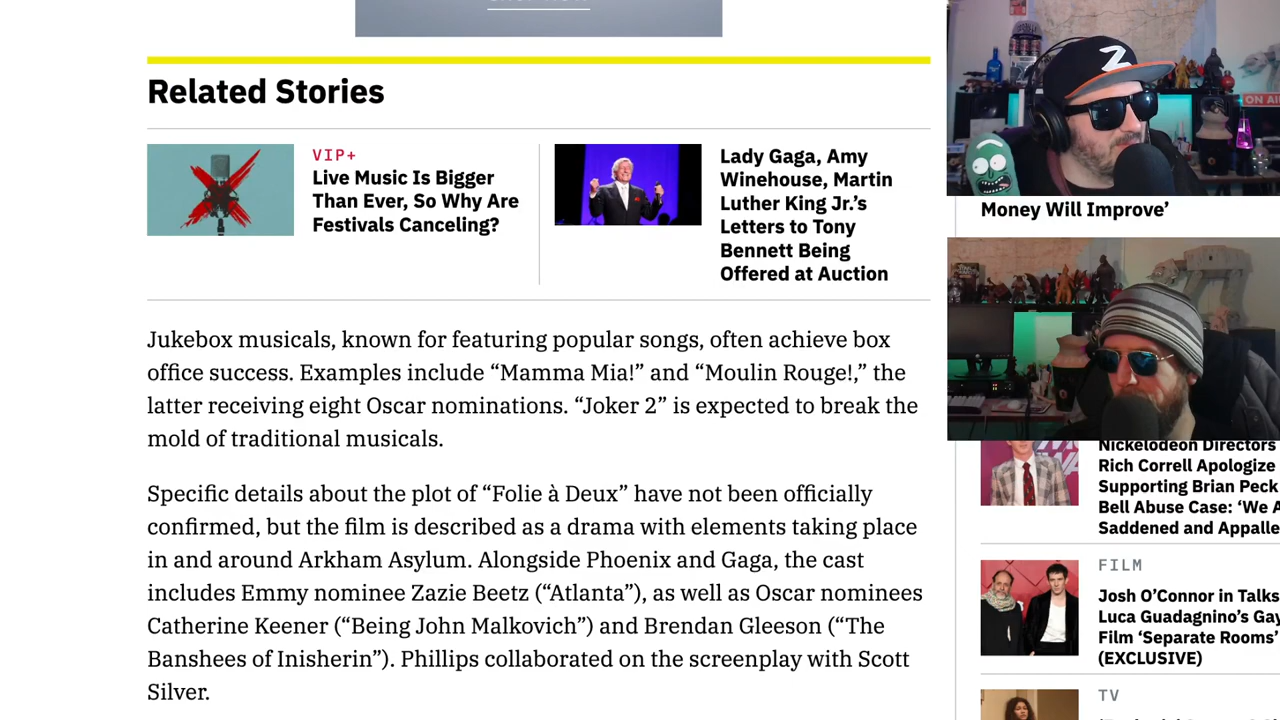 Related Stories
VIP+
Live Music Is Bigger
Than Ever, So Why Are
Festivals Canceling?
Lady Gaga, Amy
Winehouse, Martin
Luther King Jr.’s
Letters to Tony
Bennett Being
Offered at Auction
Jukebox musicals, known for featuring popular songs, often achieve box
office success. Examples include “Mamma Mia!” and “Moulin Rouge!,” the
latter receiving eight Oscar nominations. “Joker 2” is expected to break the
mold of traditional musicals.
Specific details about the plot of “Folie à Deux” have not been officially
confirmed, but the film is described as a drama with elements taking place
in and around Arkham Asylum. Alongside Phoenix and Gaga, the cast
includes Emmy nominee Zazie Beetz (“Atlanta”), as well as Oscar nominees
Catherine Keener (“Being John Malkovich”) and Brendan Gleeson (“The
Banshees of Inisherin”). Phillips collaborated on the screenplay with Scott
Silver.
Z
ON AI
Money Will Improve’
Nickelodeon Directors
Rich Correll Apologize
Supporting Brian Peck
Bell Abuse Case: ‘We A
Saddened and Appalle
FILM
Josh O’Connor in Talks
Luca Guadagnino’s Gay
Film ‘Separate Rooms’
(EXCLUSIVE)
TV